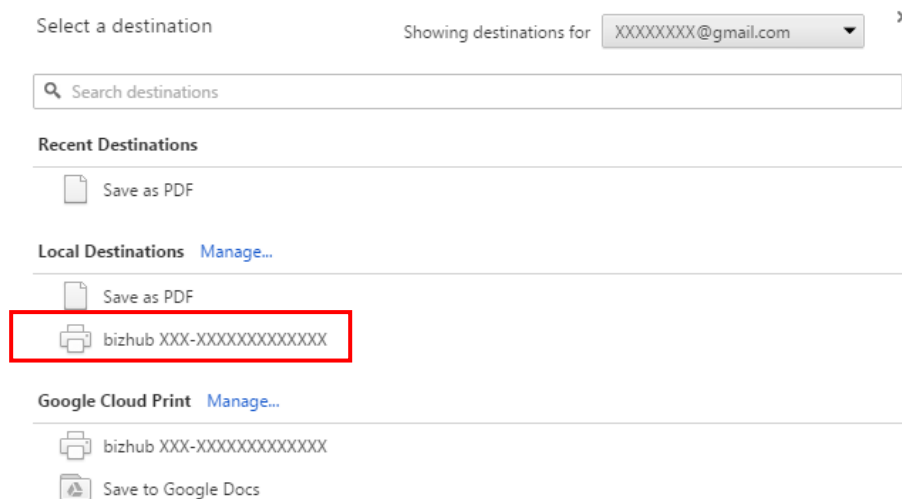 Select a destination
Showing destinations for XXXXXXXX@gmail.com
Search destinations
Recent Destinations
Save as PDF
Local Destinations Manage...
Save as PDF
bizhub XXX-XXXXXXXXXXXXX
Google Cloud Print Manage...
bizhub XXX-XXXXXXXXXXXXX
Save to Google Docs